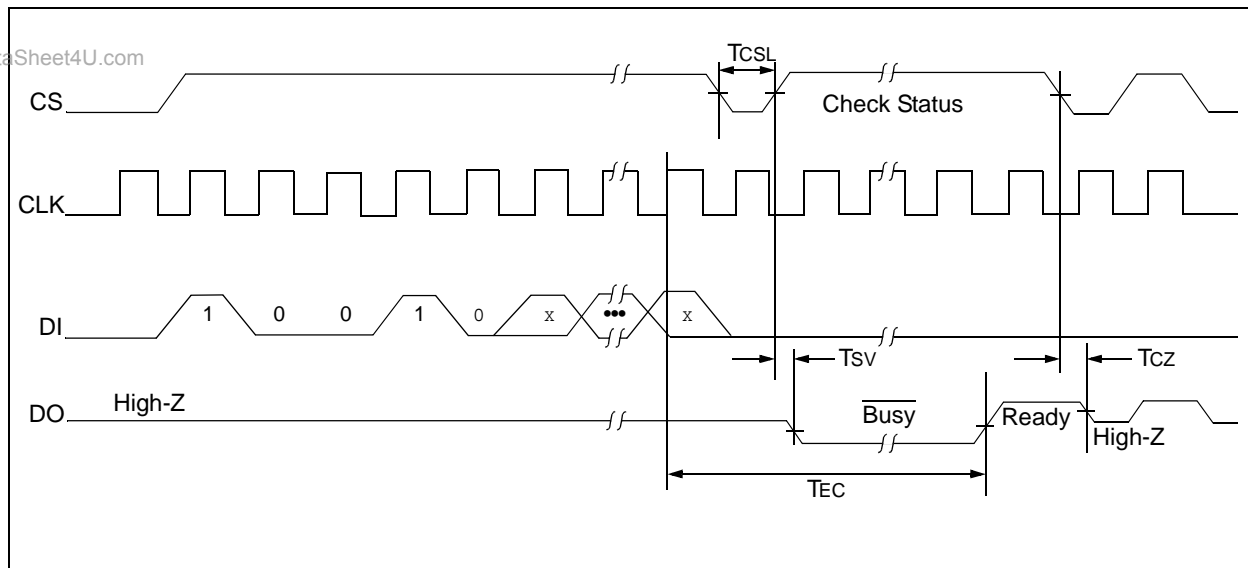 taSheet4U.com
TCSL
CS
Check Status
CLK
DI
1 0 0 1 0 x ••• x
TSV
TCZ
DO
High-Z
Busy
Ready
High-Z
TEC